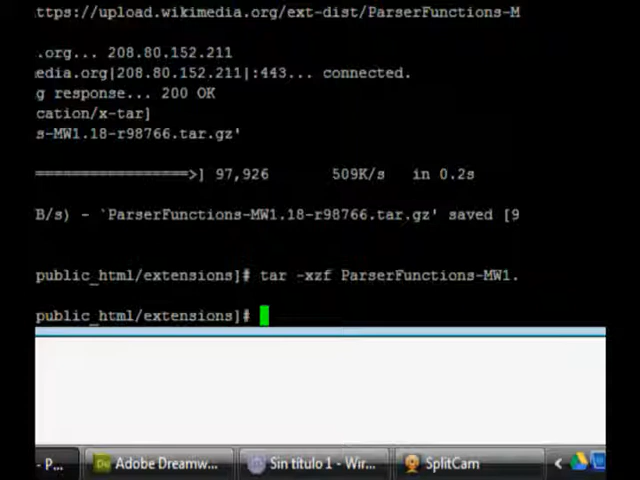 ttps://upload.wikimedia.org/ext-dist/ParserFunctions-M
.org... 208.80.152.211
media.org|208.80.152.211|:443... connected.
g response... 200 OK
cation/x-tar]
s-MW1.18-r98766.tar.gz'
=================>] 97,926 509K/s in 0.2s
B/s) - `ParserFunctions-MW1.18-r98766.tar.gz' saved [9
public_html/extensions]# tar -xzf ParserFunctions-MW1.
public_html/extensions]#
- P... Adobe Dreamw... Sin título 1 - Wir... SplitCam <